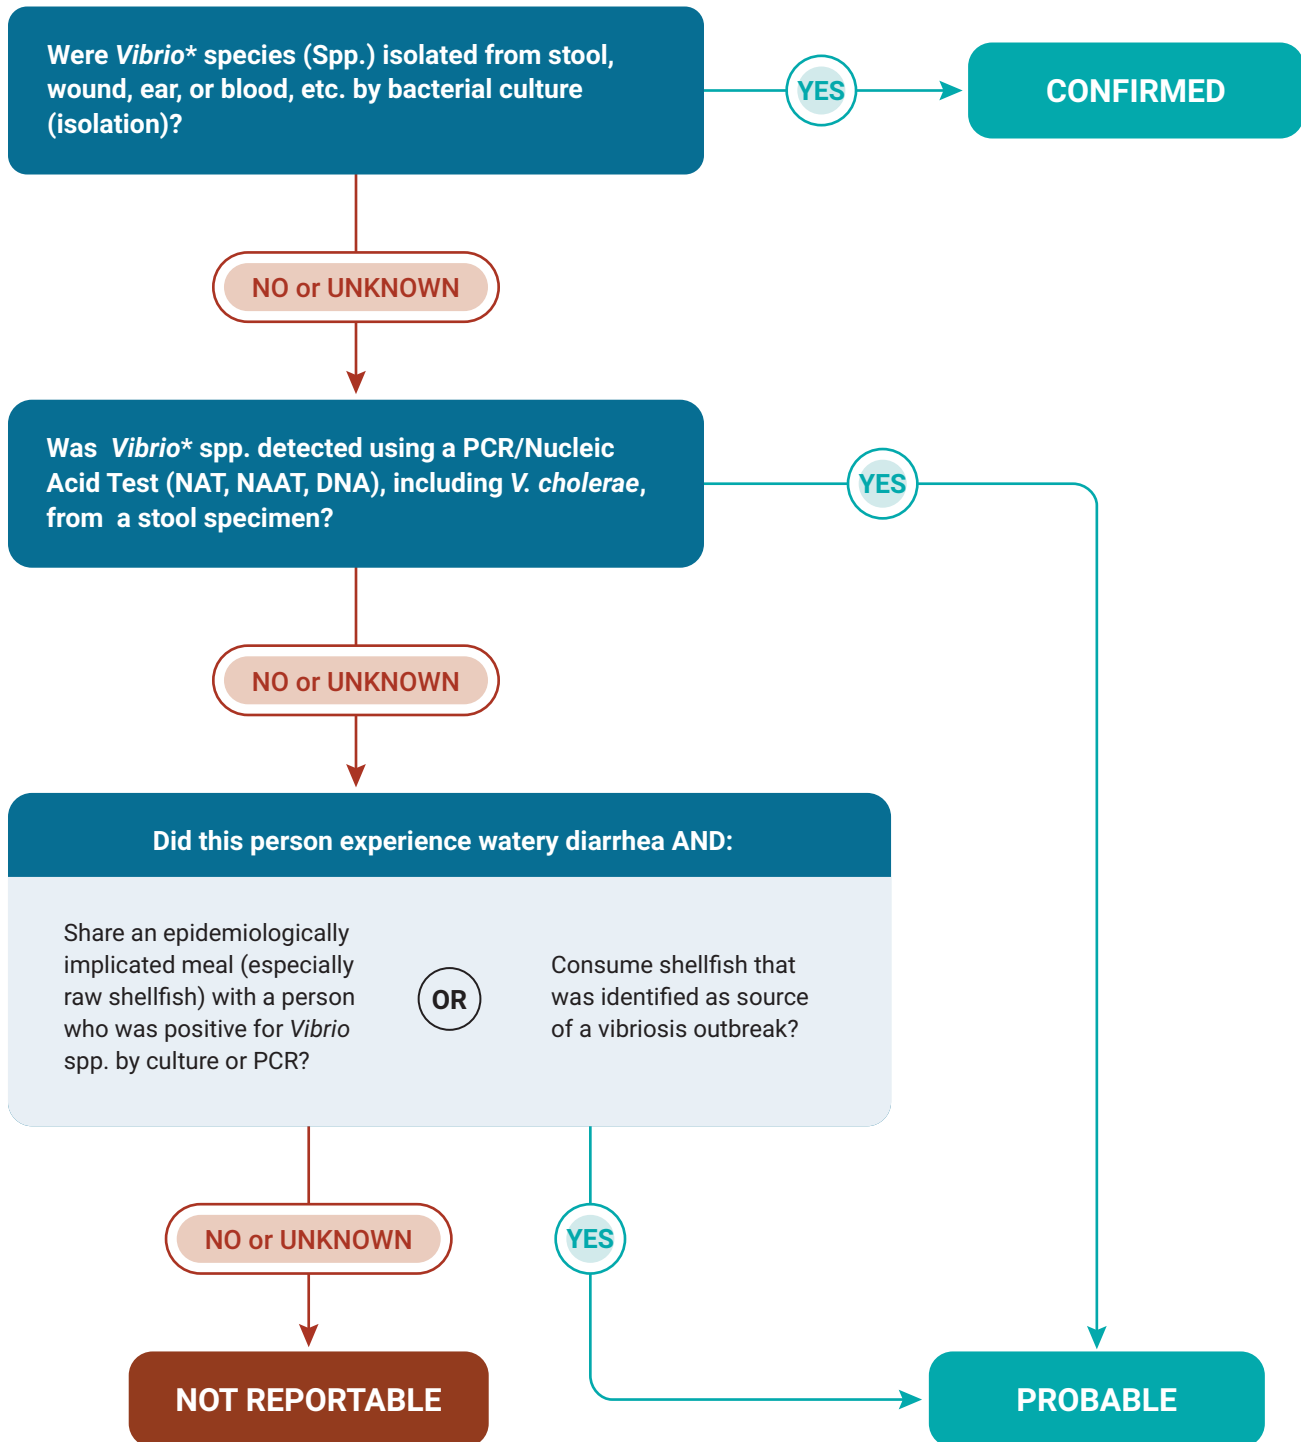 Were Vibrio* species (Spp.) isolated from stool,
wound, ear, or blood, etc. by bacterial culture
(isolation)?
YES
CONFIRMED
NO or UNKNOWN
Was Vibrio* spp. detected using a PCR/Nucleic
Acid Test (NAT, NAAT, DNA), including V. cholerae,
from a stool specimen?
YES
NO or UNKNOWN
Did this person experience watery diarrhea AND:
Share an epidemiologically
implicated meal (especially
raw shellfish) with a person
who was positive for Vibrio
spp. by culture or PCR?
OR
Consume shellfish that
was identified as source
of a vibriosis outbreak?
NO or UNKNOWN
YES
NOT REPORTABLE
PROBABLE